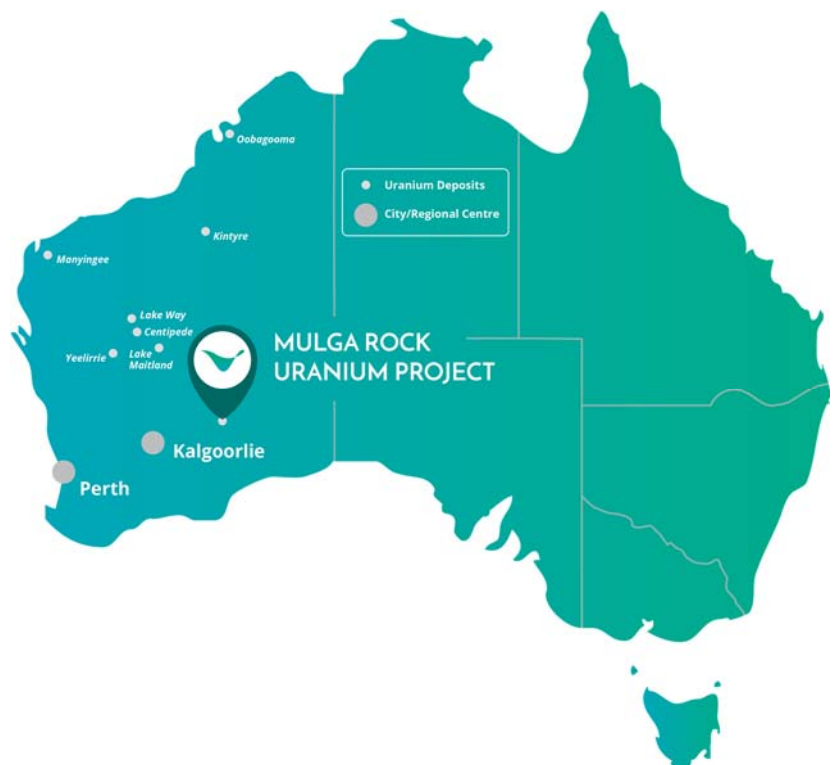 Oobagooma
Uranium Deposits
City/Regional Centre
Kintyre
Manyingee
Lake Way
Centipede
Yeelirrie
Lake
Maitland
MULGA ROCK
URANIUM PROJECT
Kalgoorlie
Perth